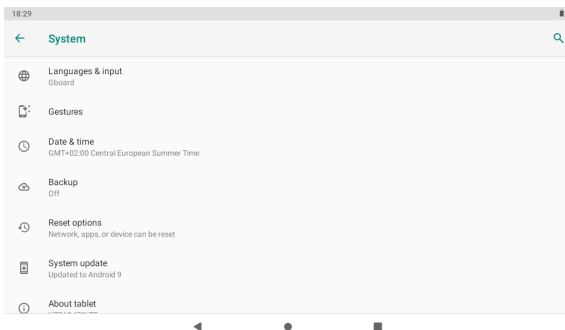 18:29
System
Languages & input
Gboard
Gestures
Date & time
GMT+02:00 Central European Summer Time
Backup
Off
Reset options
Network, apps, or device can be reset
System update
Updated to Android 9
About tablet